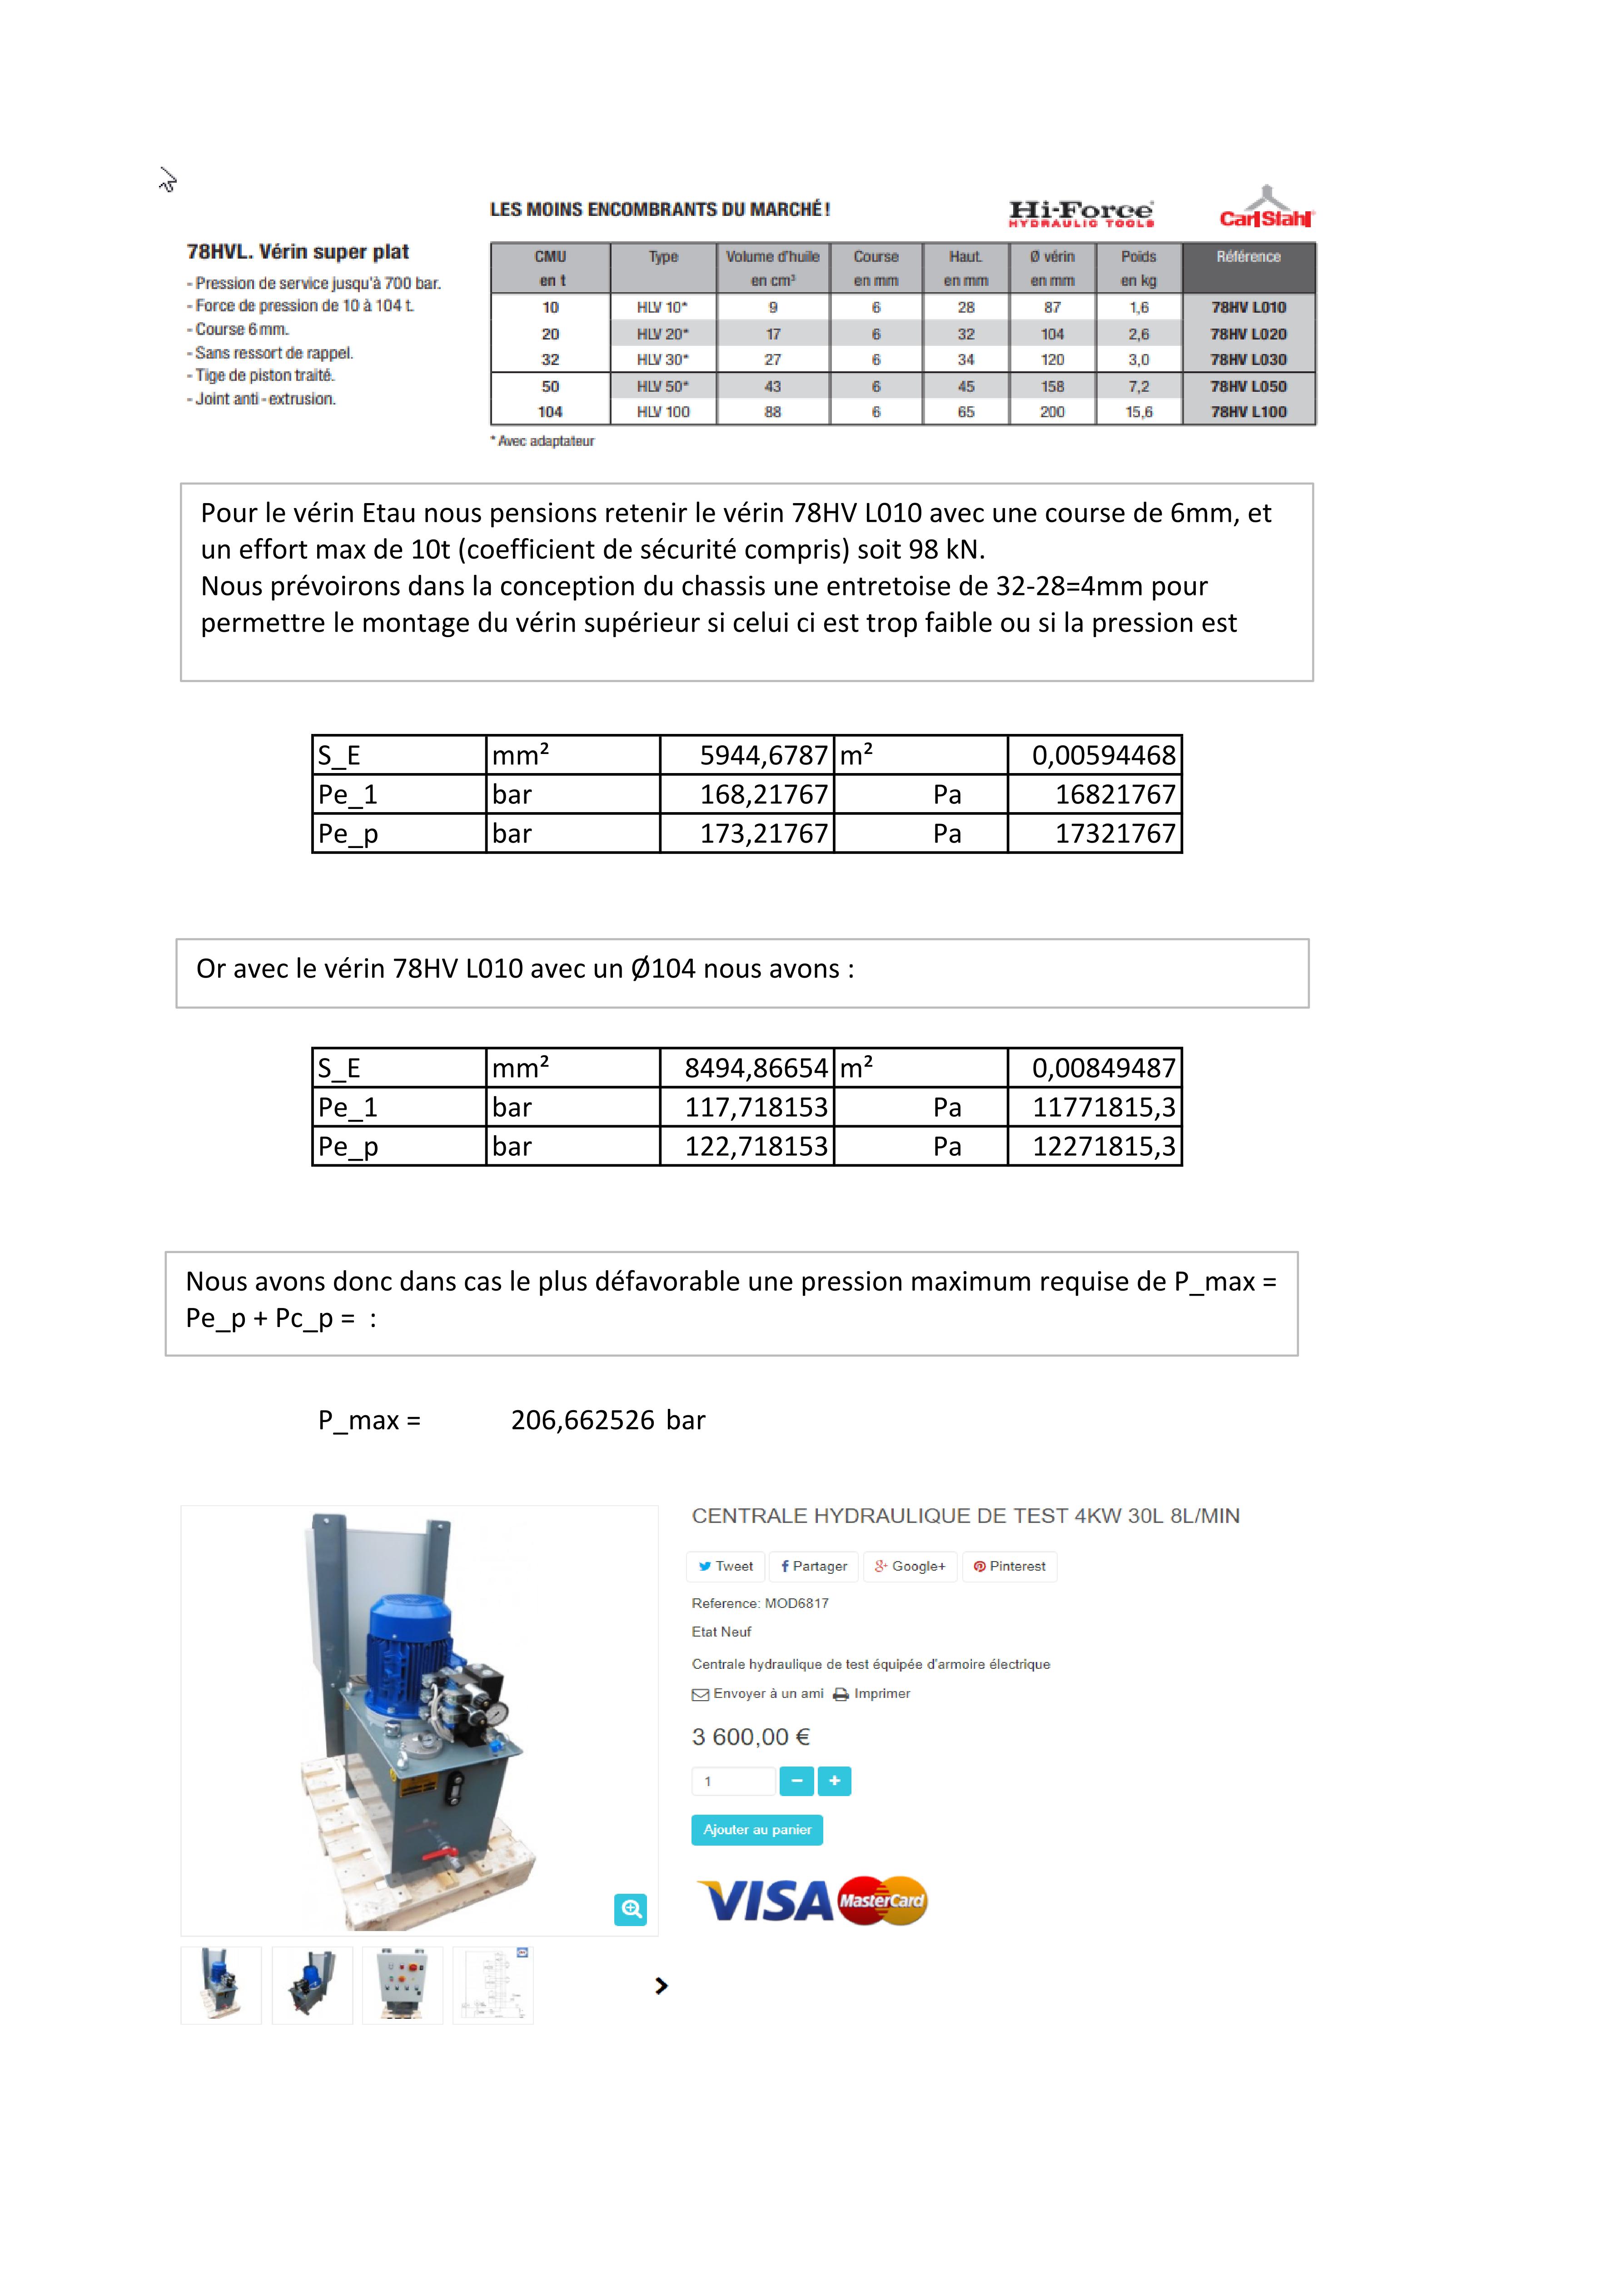 LES MOINS ENCOMBRANTS DU MARCHÉ!
Hi-Force
HYDRAULIC TOOLS
Carl Stahl
78HVL. Vérin super plat
- Pression de service jusqu'à 700 bar.
- Force de pression de 10 à 104 t.
- Course 6 mm.
- Sans ressort de rappel.
- Tige de piston traité.
- Joint anti-extrusion.
CMU en t Type Volume d'huile en cm³ Course en mm Haut. en mm Ø vérin en mm Poids en kg Référence
10 HLV 10* 9 6 28 87 1,6 78HV L010
20 HLV 20* 17 6 32 104 2,6 78HV L020
32 HLV 30* 27 6 34 120 3,0 78HV L030
50 HLV 50* 43 6 45 158 7,2 78HV L050
104 HLV 100 88 6 65 200 15,6 78HV L100
* Avec adaptateur
Pour le vérin Etau nous pensions retenir le vérin 78HV L010 avec une course de 6mm, et
un effort max de 10t (coefficient de sécurité compris) soit 98 kN.
Nous prévoirons dans la conception du chassis une entretoise de 32-28=4mm pour
permettre le montage du vérin supérieur si celui ci est trop faible ou si la pression est
S_E mm² 5944,6787 m² 0,00594468
Pe_1 bar 168,21767 Pa 16821767
Pe_p bar 173,21767 Pa 17321767
Or avec le vérin 78HV L010 avec un Ø104 nous avons :
S_E mm² 8494,86654 m² 0,00849487
Pe_1 bar 117,718153 Pa 11771815,3
Pe_p bar 122,718153 Pa 12271815,3
Nous avons donc dans cas le plus défavorable une pression maximum requise de P_max =
Pe_p + Pc_p = :
P_max = 206,662526 bar
CENTRALE HYDRAULIQUE DE TEST 4KW 30L 8L/MIN
Tweet Partager Google+ Pinterest
Reference: MOD6817
Etat Neuf
Centrale hydraulique de test équipée d'armoire électrique
Envoyer à un ami Imprimer
3 600,00 €
1 − +
Ajouter au panier
VISA MasterCard